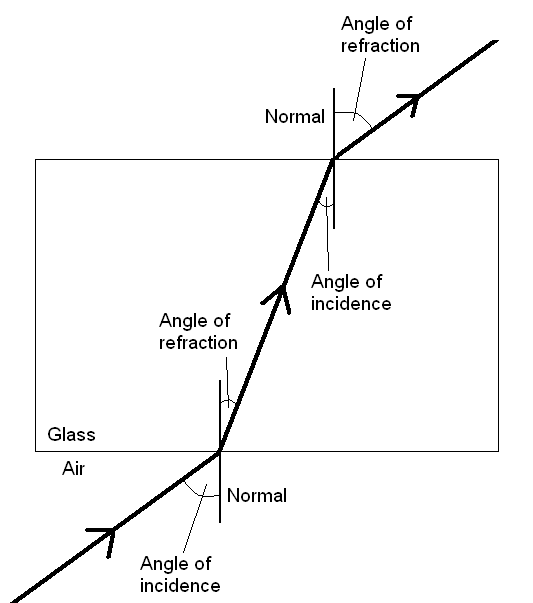 Angle of
refraction
Normal
Angle of
incidence
Angle of
refraction
Glass
Air
Normal
Angle of
incidence